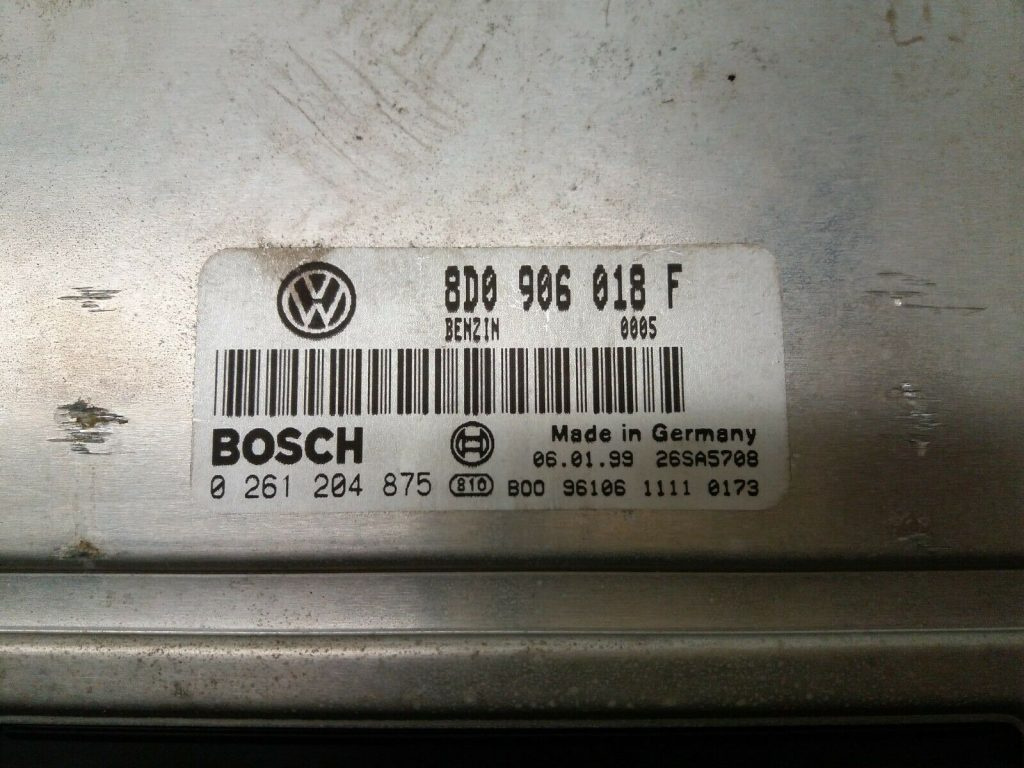 8D0 906 018 F
BENZIN 0005
BOSCH Made in Germany
06.01.99 26SA5708
0 261 204 875 810 B00 96106 1111 0173